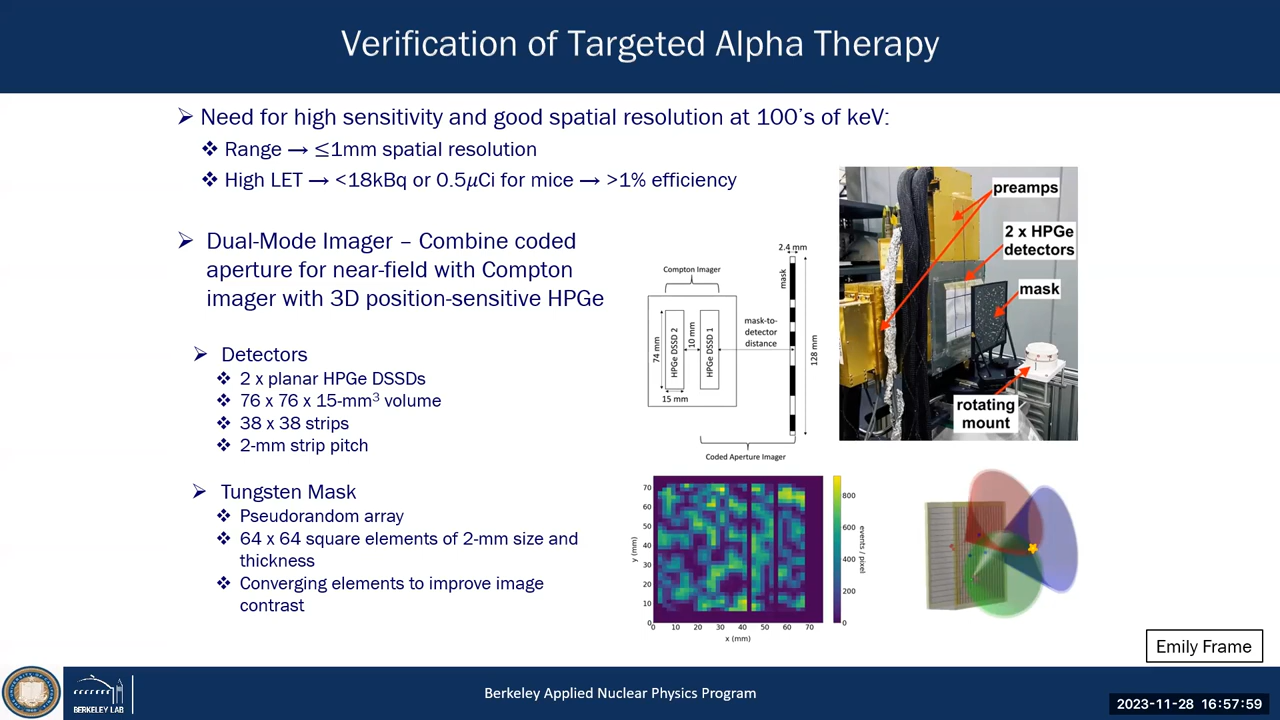 Verification of Targeted Alpha Therapy
➢ Need for high sensitivity and good spatial resolution at 100's of keV:
❖ Range → ≤1mm spatial resolution
❖ High LET → <18kBq or 0.5𝜇Ci for mice → >1% efficiency
➢ Dual-Mode Imager – Combine coded
aperture for near-field with Compton
imager with 3D position-sensitive HPGe
➢ Detectors
❖ 2 x planar HPGe DSSDs
❖ 76 x 76 x 15-mm³ volume
❖ 38 x 38 strips
❖ 2-mm strip pitch
➢ Tungsten Mask
❖ Pseudorandom array
❖ 64 x 64 square elements of 2-mm size and
thickness
❖ Converging elements to improve image
contrast
2.4 mm
Compton Imager
mask
mask-to-
detector
distance
74 mm
HPGe DSSD 2
10 mm
HPGe DSSD 1
128 mm
15 mm
Coded Aperture Imager
preamps
2 x HPGe
detectors
mask
rotating
mount
70
60
50
40
30
20
10
0
y (mm)
0 10 20 30 40 50 60 70
x (mm)
800
600
400
200
0
events / pixel
Emily Frame
BERKELEY LAB
Berkeley Applied Nuclear Physics Program
2023-11-28 16:57:59